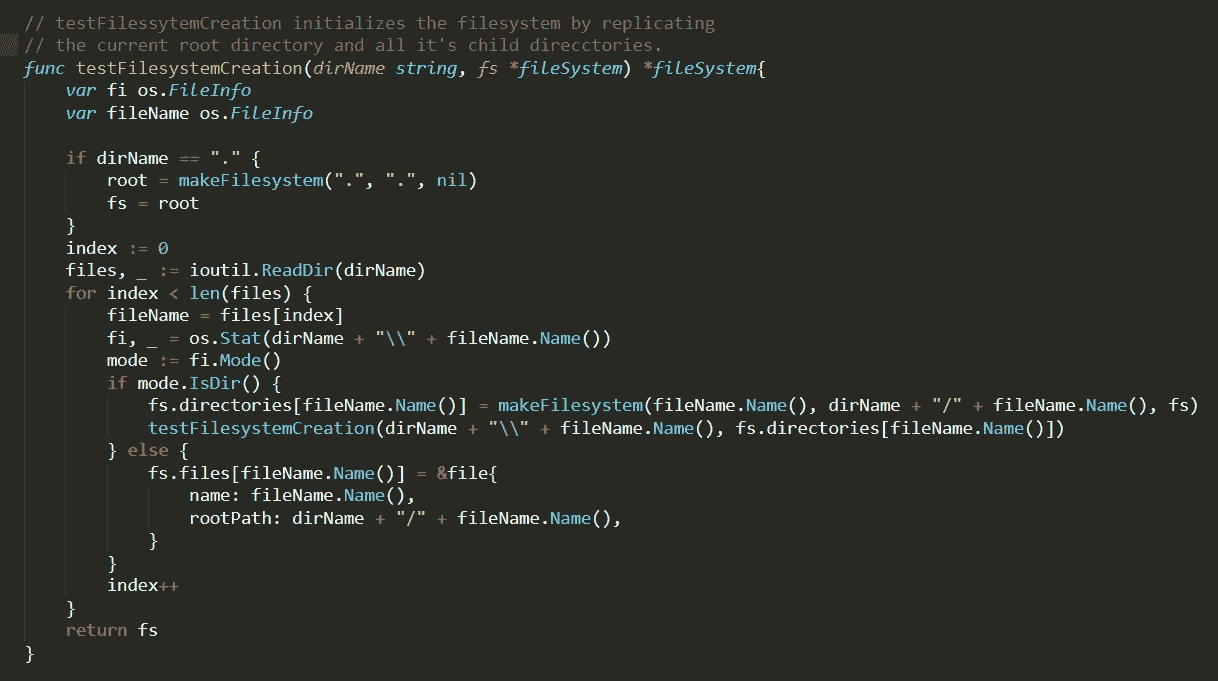 // testFilessytemCreation initializes the filesystem by replicating
// the current root directory and all it's child direcctories.
func testFilesystemCreation(dirName string, fs *fileSystem) *fileSystem{
    var fi os.FileInfo
    var fileName os.FileInfo

    if dirName == "." {
        root = makeFilesystem(".", ".", nil)
        fs = root
    }
    index := 0
    files, _ := ioutil.ReadDir(dirName)
    for index < len(files) {
        fileName = files[index]
        fi, _ = os.Stat(dirName + "\\" + fileName.Name())
        mode := fi.Mode()
        if mode.IsDir() {
            fs.directories[fileName.Name()] = makeFilesystem(fileName.Name(), dirName + "/" + fileName.Name(), fs)
            testFilesystemCreation(dirName + "\\" + fileName.Name(), fs.directories[fileName.Name()])
        } else {
            fs.files[fileName.Name()] = &file{
                name: fileName.Name(),
                rootPath: dirName + "/" + fileName.Name(),
            }
        }
        index++
    }
    return fs
}